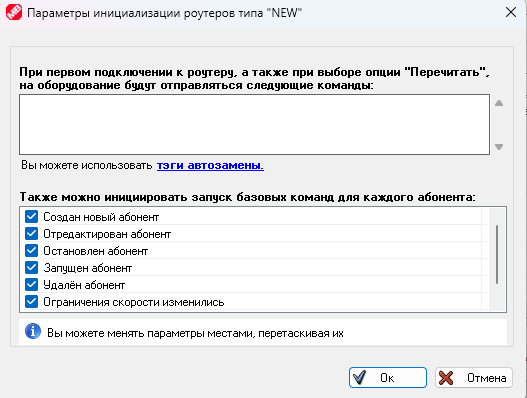 Параметры инициализации роутеров типа "NEW"
При первом подключении к роутеру, а также при выборе опции "Перечитать",
на оборудование будут отправляться следующие команды:
Вы можете использовать тэги автозамены.
Также можно инициировать запуск базовых команд для каждого абонента:
Создан новый абонент
Отредактирован абонент
Остановлен абонент
Запущен абонент
Удалён абонент
Ограничения скорости изменились
Вы можете менять параметры местами, перетаскивая их
Ок
Отмена